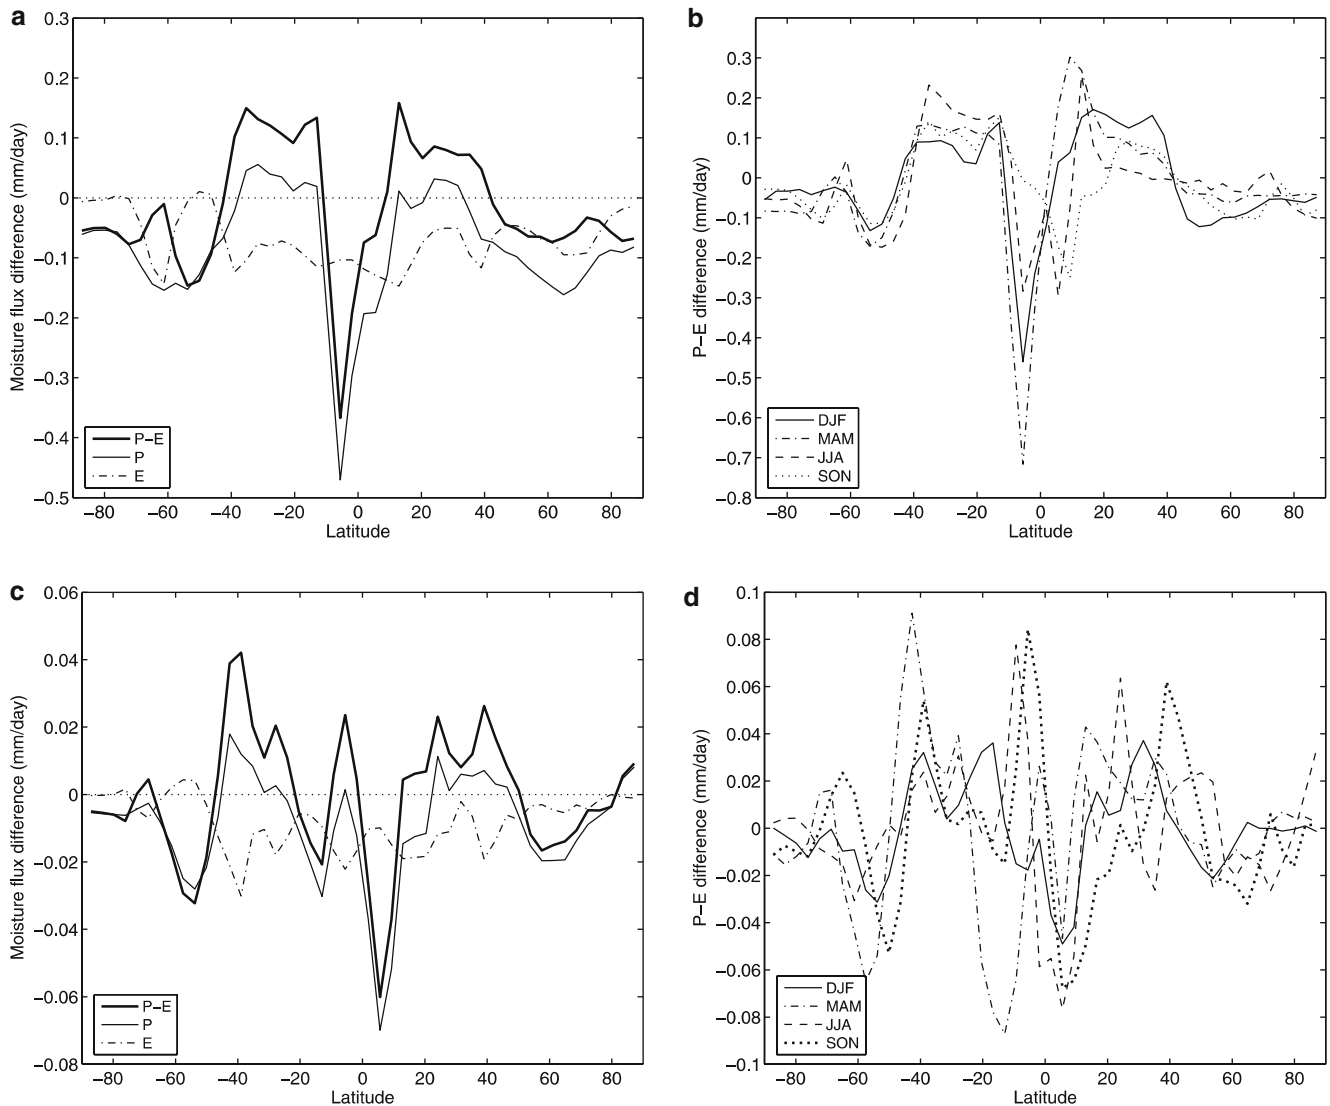 a
0.3
0.2
0.1
0
−0.1
−0.2
−0.3
−0.4
−0.5
Moisture flux difference (mm/day)
P−E
P
E
−80 −60 −40 −20 0 20 40 60 80
Latitude
b
0.3
0.2
0.1
0
−0.1
−0.2
−0.3
−0.4
−0.5
−0.6
−0.7
−0.8
P−E difference (mm/day)
DJF
MAM
JJA
SON
−80 −60 −40 −20 0 20 40 60 80
Latitude
c
0.06
0.04
0.02
0
−0.02
−0.04
−0.06
−0.08
Moisture flux difference (mm/day)
P−E
P
E
−80 −60 −40 −20 0 20 40 60 80
Latitude
d
0.1
0.08
0.06
0.04
0.02
0
−0.02
−0.04
−0.06
−0.08
−0.1
P−E difference (mm/day)
DJF
MAM
JJA
SON
−80 −60 −40 −20 0 20 40 60 80
Latitude